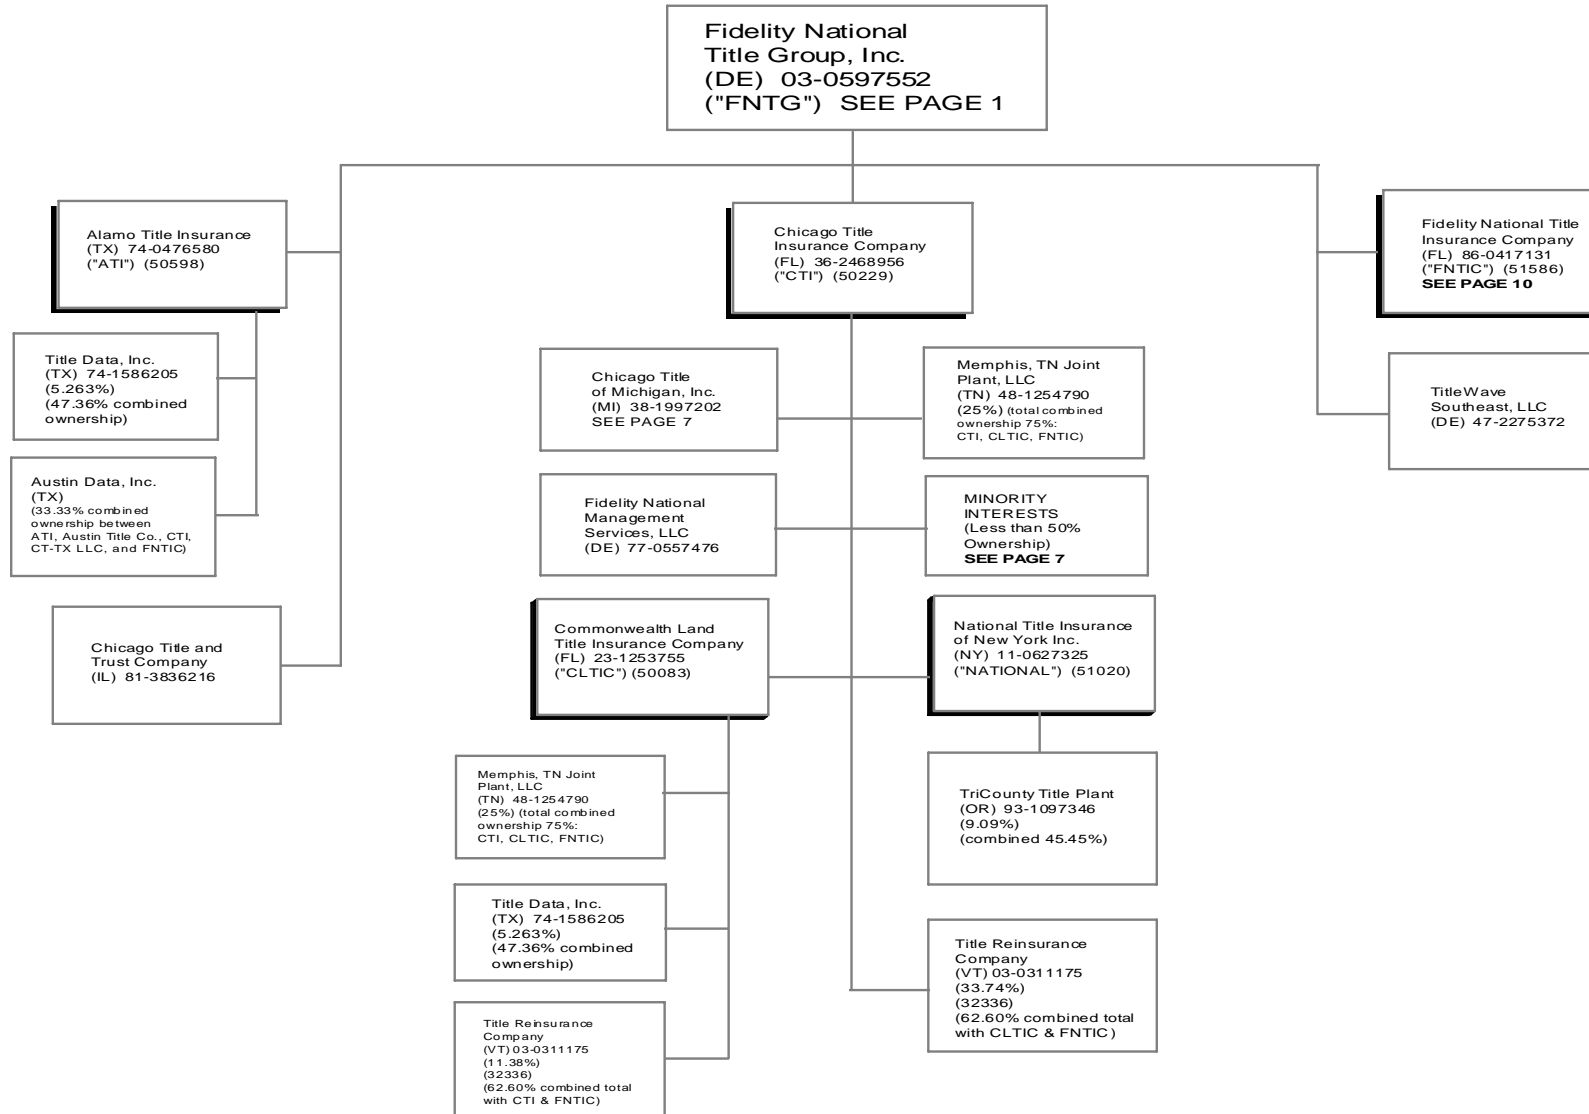 Fidelity National
Title Group, Inc.
(DE) 03-0597552
("FNTG") SEE PAGE 1
Alamo Title Insurance
(TX) 74-0476580
("ATI") (50598)
Chicago Title
Insurance Company
(FL) 36-2468956
("CTI") (50229)
Fidelity National Title
Insurance Company
(FL) 86-0417131
("FNTIC") (51586)
SEE PAGE 10
Title Data, Inc.
(TX) 74-1586205
(5.263%)
(47.36% combined
ownership)
Chicago Title
of Michigan, Inc.
(MI) 38-1997202
SEE PAGE 7
Memphis, TN Joint
Plant, LLC
(TN) 48-1254790
(25%) (total combined
ownership 75%:
CTI, CLTIC, FNTIC)
TitleWave
Southeast, LLC
(DE) 47-2275372
Austin Data, Inc.
(TX)
(33.33% combined
ownership between
ATI, Austin Title Co., CTI,
CT-TX LLC, and FNTIC)
Fidelity National
Management
Services, LLC
(DE) 77-0557476
MINORITY
INTERESTS
(Less than 50%
Ownership)
SEE PAGE 7
Chicago Title and
Trust Company
(IL) 81-3836216
Commonwealth Land
Title Insurance Company
(FL) 23-1253755
("CLTIC") (50083)
National Title Insurance
of New York Inc.
(NY) 11-0627325
("NATIONAL") (51020)
Memphis, TN Joint
Plant, LLC
(TN) 48-1254790
(25%) (total combined
ownership 75%:
CTI, CLTIC, FNTIC)
TriCounty Title Plant
(OR) 93-1097346
(9.09%)
(combined 45.45%)
Title Data, Inc.
(TX) 74-1586205
(5.263%)
(47.36% combined
ownership)
Title Reinsurance
Company
(VT) 03-0311175
(33.74%)
(32336)
(62.60% combined total
with CLTIC & FNTIC)
Title Reinsurance
Company
(VT) 03-0311175
(11.38%)
(32336)
(62.60% combined total
with CTI & FNTIC)